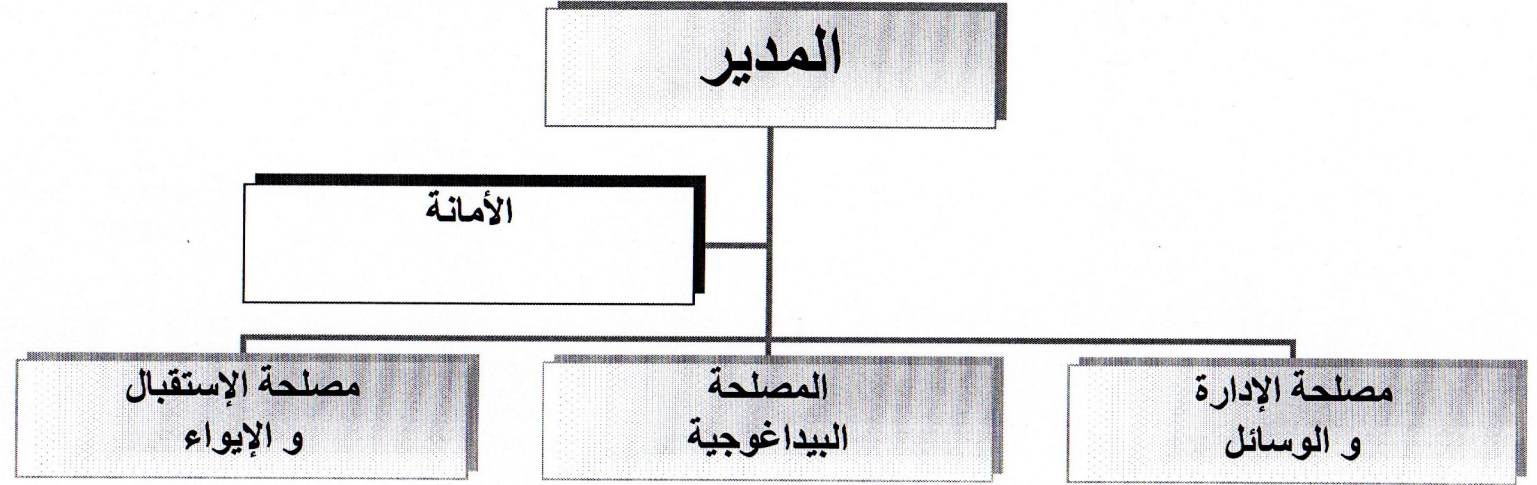 المدير
الأمانة
مصلحة الإدارة
و الوسائل
المصلحة
البيداغوجية
مصلحة الإستقبال
و الإيواء